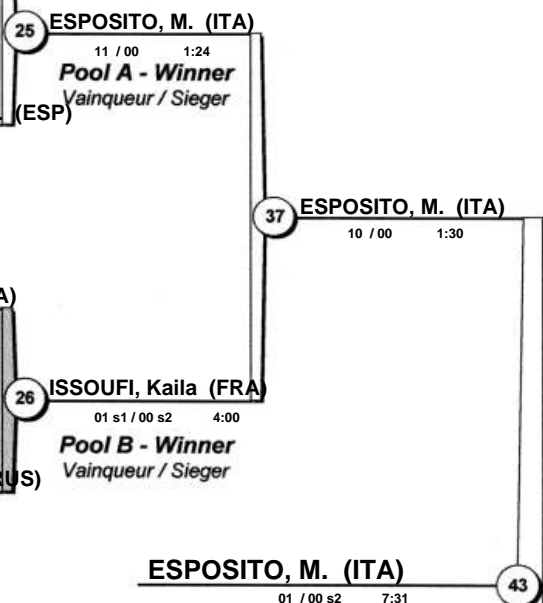 25
ESPOSITO, M. (ITA)
11 / 00 1:24
Pool A - Winner
Vainqueur / Sieger
(ESP)
37
ESPOSITO, M. (ITA)
10 / 00 1:30
A)
26
ISSOUFI, Kaila (FRA)
01 s1 / 00 s2 4:00
Pool B - Winner
Vainqueur / Sieger
RUS)
ESPOSITO, M. (ITA)
43
01 / 00 s2 7:31